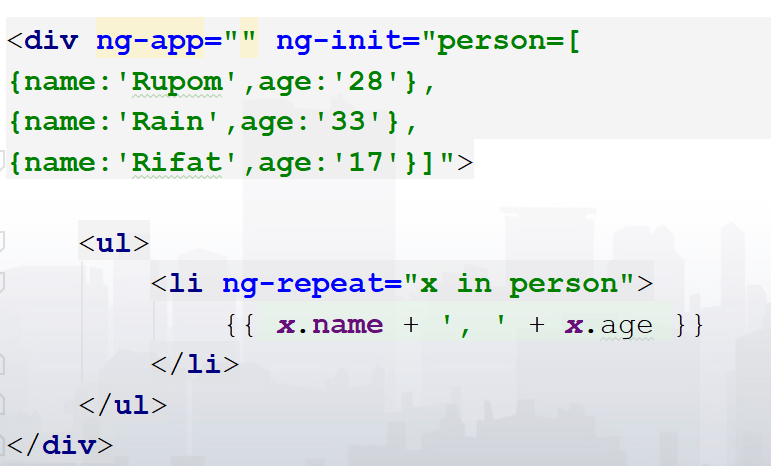 <div ng-app="" ng-init="person=[
{name:'Rupom',age:'28'},
{name:'Rain',age:'33'},
{name:'Rifat',age:'17'}]">
<ul>
<li ng-repeat="x in person">
{{ x.name + ', ' + x.age }}
</li>
</ul>
</div>